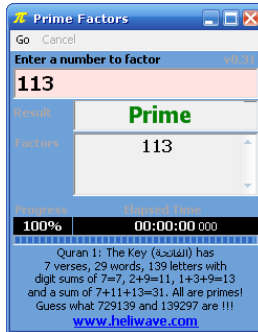 π Prime Factors
Go Cancel
Enter a number to factor v0.31
113
Result Prime
Factors 113
Progress Elapsed Time
100% 00:00:00 000
Quran 1: The Key (الفاتحة) has
7 verses, 29 words, 139 letters with
digit sums of 7=7, 2+9=11, 1+3+9=13
and a sum of 7+11+13=31. All are primes!
Guess what 729139 and 139297 are !!!
www.heliwave.com